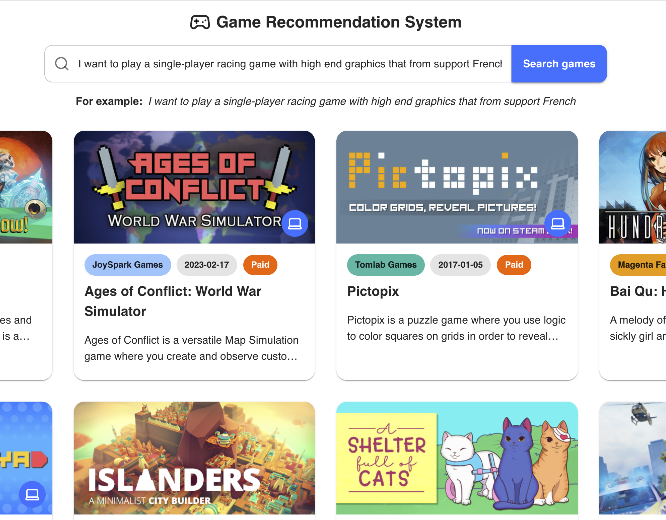 Game Recommendation System
I want to play a single-player racing game with high end graphics that from support French
Search games
For example: I want to play a single-player racing game with high end graphics that from support French
AGES OF
CONFLICT
WORLD WAR SIMULATOR
JoySpark Games 2023-02-17 Paid
Ages of Conflict: World War
Simulator
Ages of Conflict is a versatile Map Simulation
game where you create and observe custo…
Pictopix
COLOR GRIDS, REVEAL PICTURES!
NOW ON STEAM
Tomlab Games 2017-01-05 Paid
Pictopix
Pictopix is a puzzle game where you use logic
to color squares on grids in order to reveal…
es and
is a…
OW!
HUNDR
Magenta Fa
Bai Qu: H
A melody of
sickly girl an
YA
ISLANDERS
A MINIMALIST CITY BUILDER
A
SHELTER
full of
CATS